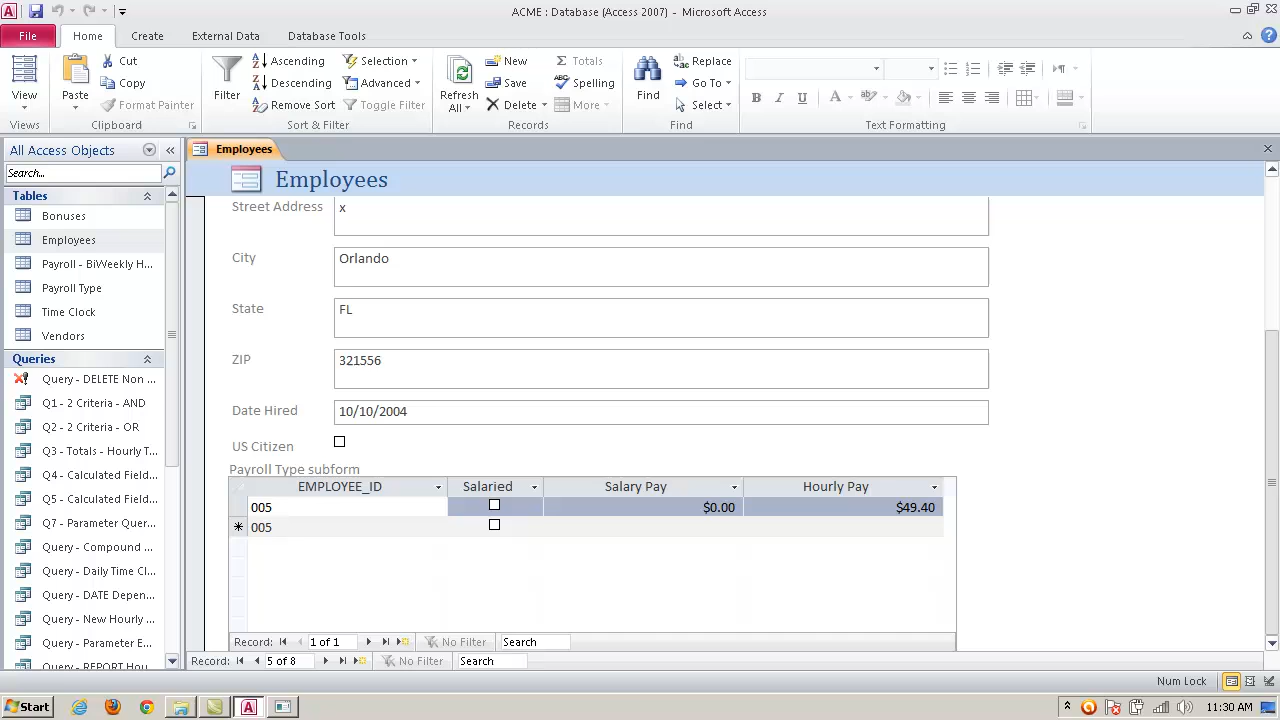 ACME : Database (Access 2007) - Microsoft Access
File Home Create External Data Database Tools
View Paste Cut Copy Format Painter Filter Ascending Descending Remove Sort Selection Advanced Toggle Filter Refresh All New Save Delete Totals Spelling More Find Replace Go To Select B I U A ab A
Views Clipboard Sort & Filter Records Find Text Formatting
All Access Objects
Search...
Tables
Bonuses
Employees
Payroll - BiWeekly H...
Payroll Type
Time Clock
Vendors
Queries
Query - DELETE Non ...
Q1 - 2 Criteria - AND
Q2 - 2 Criteria - OR
Q3 - Totals - Hourly T...
Q4 - Calculated Field...
Q5 - Calculated Field...
Q7 - Parameter Quer...
Query - Compound ...
Query - Daily Time Cl...
Query - DATE Depen...
Query - New Hourly ...
Query - Parameter E...
Query - REPORT Hou...
Employees
Employees
Street Address x
City Orlando
State FL
ZIP 321556
Date Hired 10/10/2004
US Citizen
Payroll Type subform
EMPLOYEE_ID Salaried Salary Pay Hourly Pay
005 $0.00 $49.40
005
Record: 1 of 1 No Filter Search
Record: 5 of 8 No Filter Search
Num Lock
Start 11:30 AM